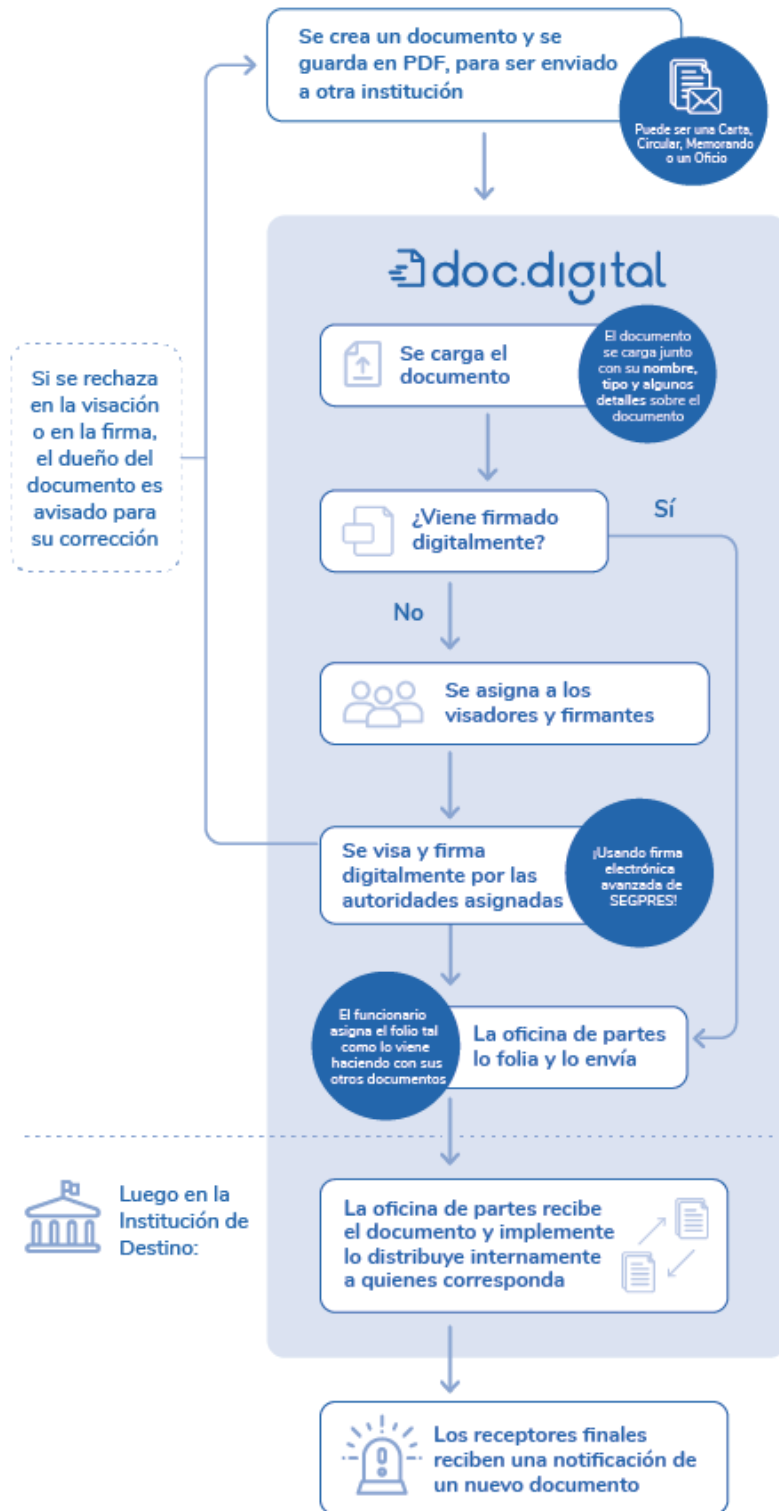 Se crea un documento y se
guarda en PDF, para ser enviado
a otra institución
Puede ser una Carta,
Circular, Memorando
o un Oficio
doc.digital
Se carga el
documento
El documento
se carga junto
con su nombre,
tipo y algunos
detalles sobre el
documento
Si se rechaza
en la visación
o en la firma,
el dueño del
documento es
avisado para
su corrección
¿Viene firmado
digitalmente?
Sí
No
Se asigna a los
visadores y firmantes
Se visa y firma
digitalmente por las
autoridades asignadas
¡Usando firma
electrónica
avanzada de
SEGPRES!
El funcionario
asigna el folio tal
como lo viene
haciendo con sus
otros documentos
La oficina de partes
lo folia y lo envía
Luego en la
Institución de
Destino:
La oficina de partes recibe
el documento y implemente
lo distribuye internamente
a quienes corresponda
Los receptores finales
reciben una notificación de
un nuevo documento